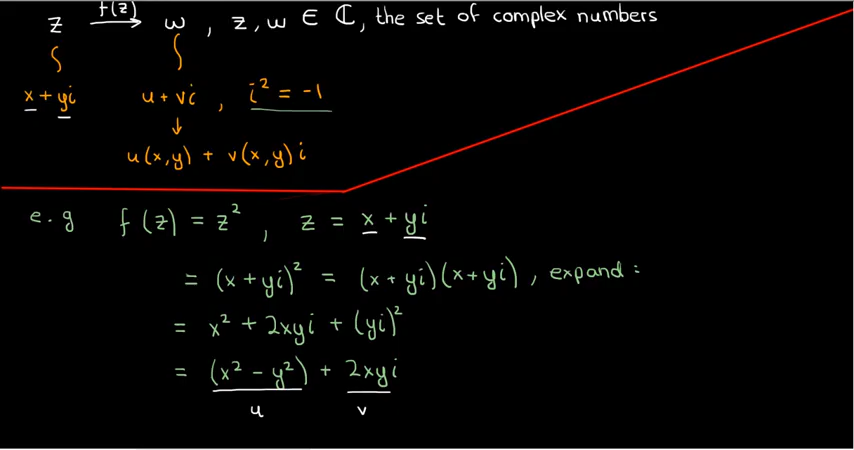 z —f(z)→ w , z, w ∈ ℂ, the set of complex numbers
x + yi u + vi , i² = -1
u(x,y) + v(x,y)i
e.g f(z) = z² , z = x + yi
= (x + yi)² = (x + yi)(x + yi) , expand :
= x² + 2xyi + (yi)²
= (x² - y²) + 2xyi
u v